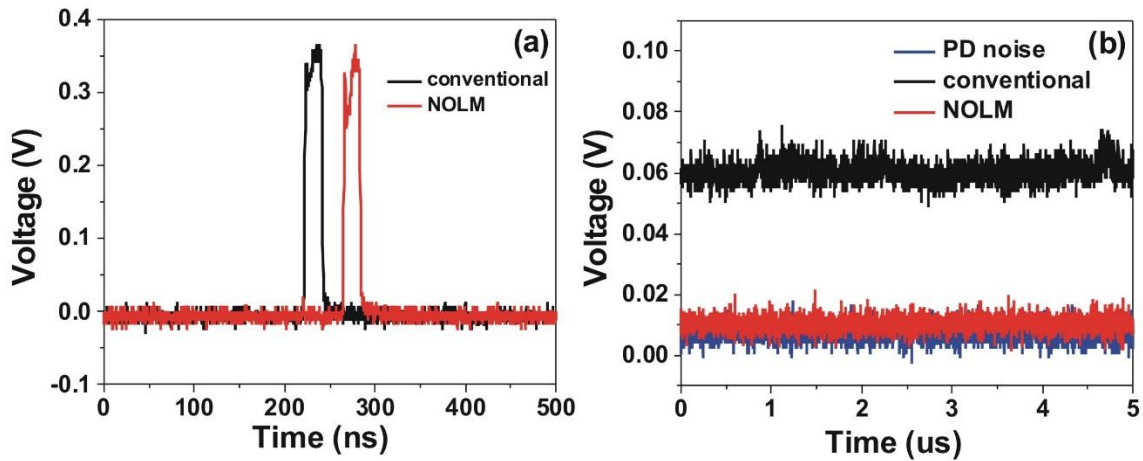 (a)
conventional
NOLM
Voltage (V)
0.4
0.3
0.2
0.1
0.0
-0.1
0 100 200 300 400 500
Time (ns)
(b)
PD noise
conventional
NOLM
Voltage (V)
0.10
0.08
0.06
0.04
0.02
0.00
0 1 2 3 4 5
Time (us)